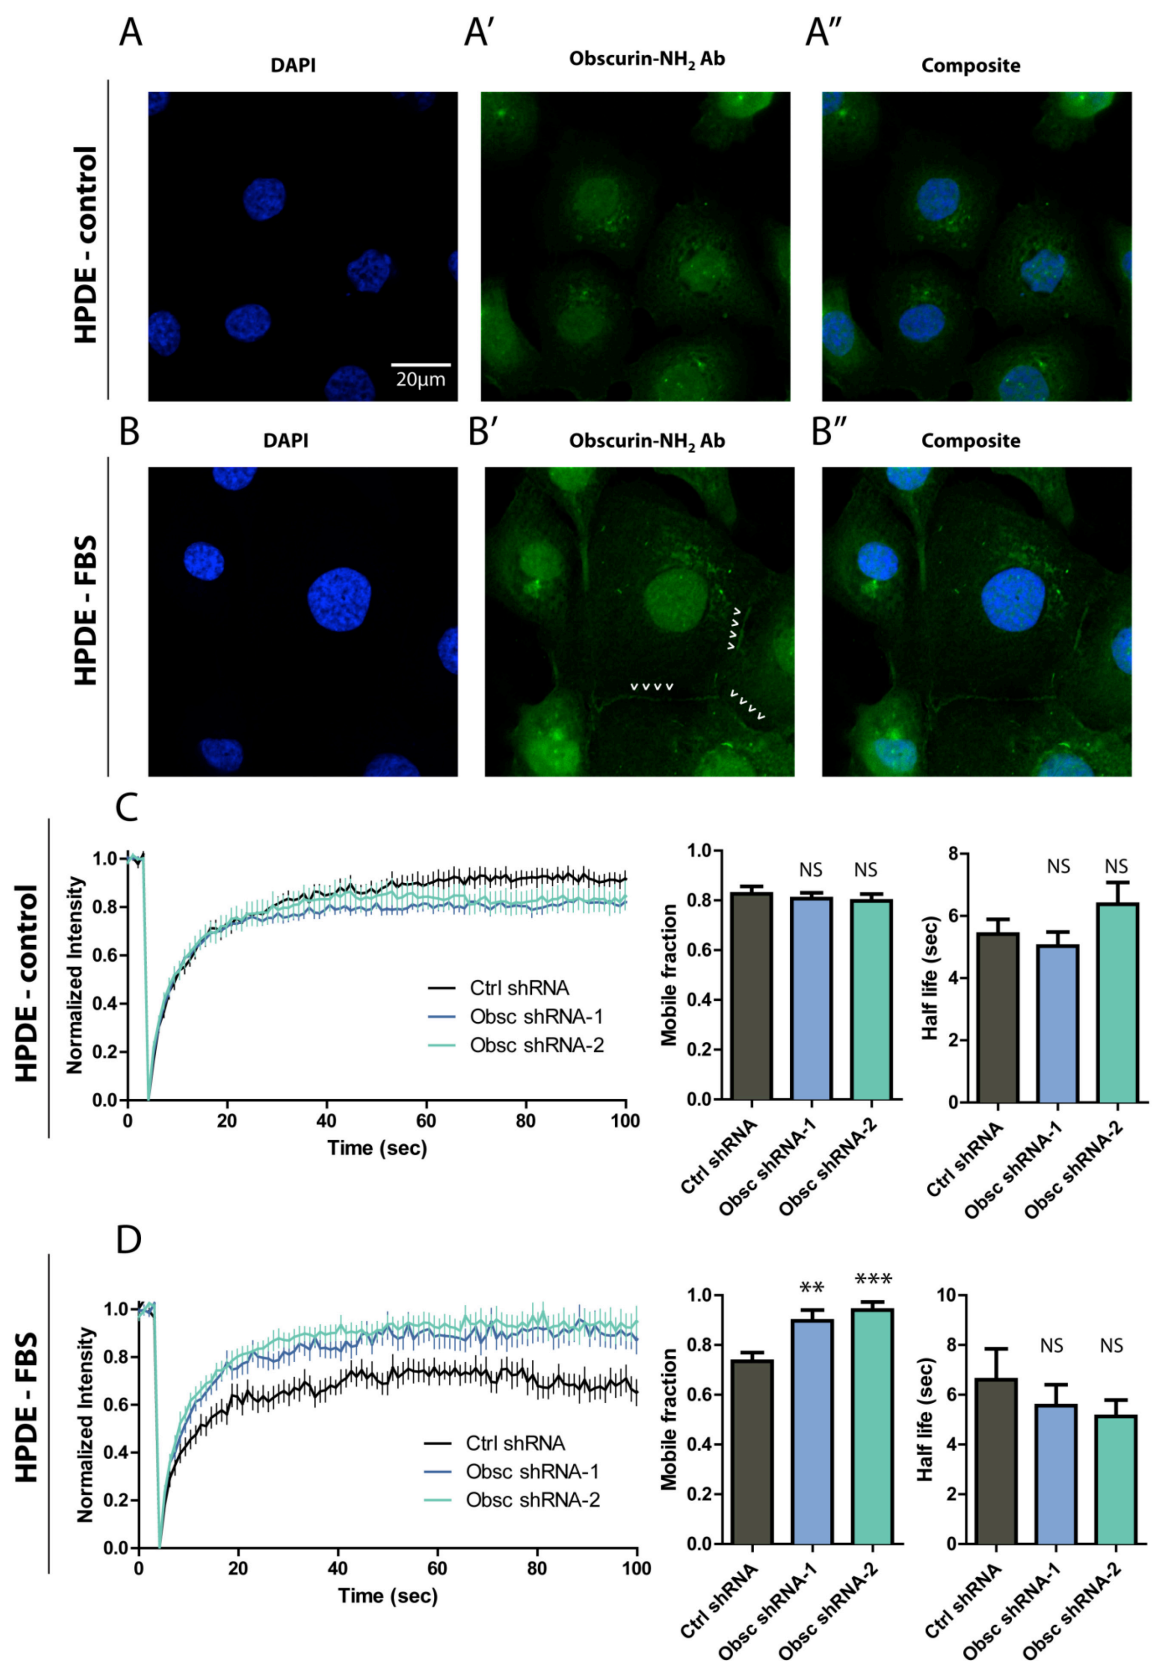 A
A′
A″
DAPI
Obscurin-NH₂ Ab
Composite
HPDE - control
20μm
B
B′
B″
DAPI
Obscurin-NH₂ Ab
Composite
HPDE - FBS
C
HPDE - control
Normalized Intensity
1.0
0.8
0.6
0.4
0.2
0.0
0
20
40
60
80
100
Time (sec)
Ctrl shRNA
Obsc shRNA-1
Obsc shRNA-2
Mobile fraction
1.0
0.8
0.6
0.4
0.2
0.0
NS
NS
Ctrl shRNA
Obsc shRNA-1
Obsc shRNA-2
Half life (sec)
8
6
4
2
0
NS
NS
Ctrl shRNA
Obsc shRNA-1
Obsc shRNA-2
D
HPDE - FBS
Normalized Intensity
1.0
0.8
0.6
0.4
0.2
0.0
0
20
40
60
80
100
Time (sec)
Ctrl shRNA
Obsc shRNA-1
Obsc shRNA-2
Mobile fraction
1.0
0.8
0.6
0.4
0.2
0.0
**
***
Ctrl shRNA
Obsc shRNA-1
Obsc shRNA-2
Half life (sec)
10
8
6
4
2
0
NS
NS
Ctrl shRNA
Obsc shRNA-1
Obsc shRNA-2